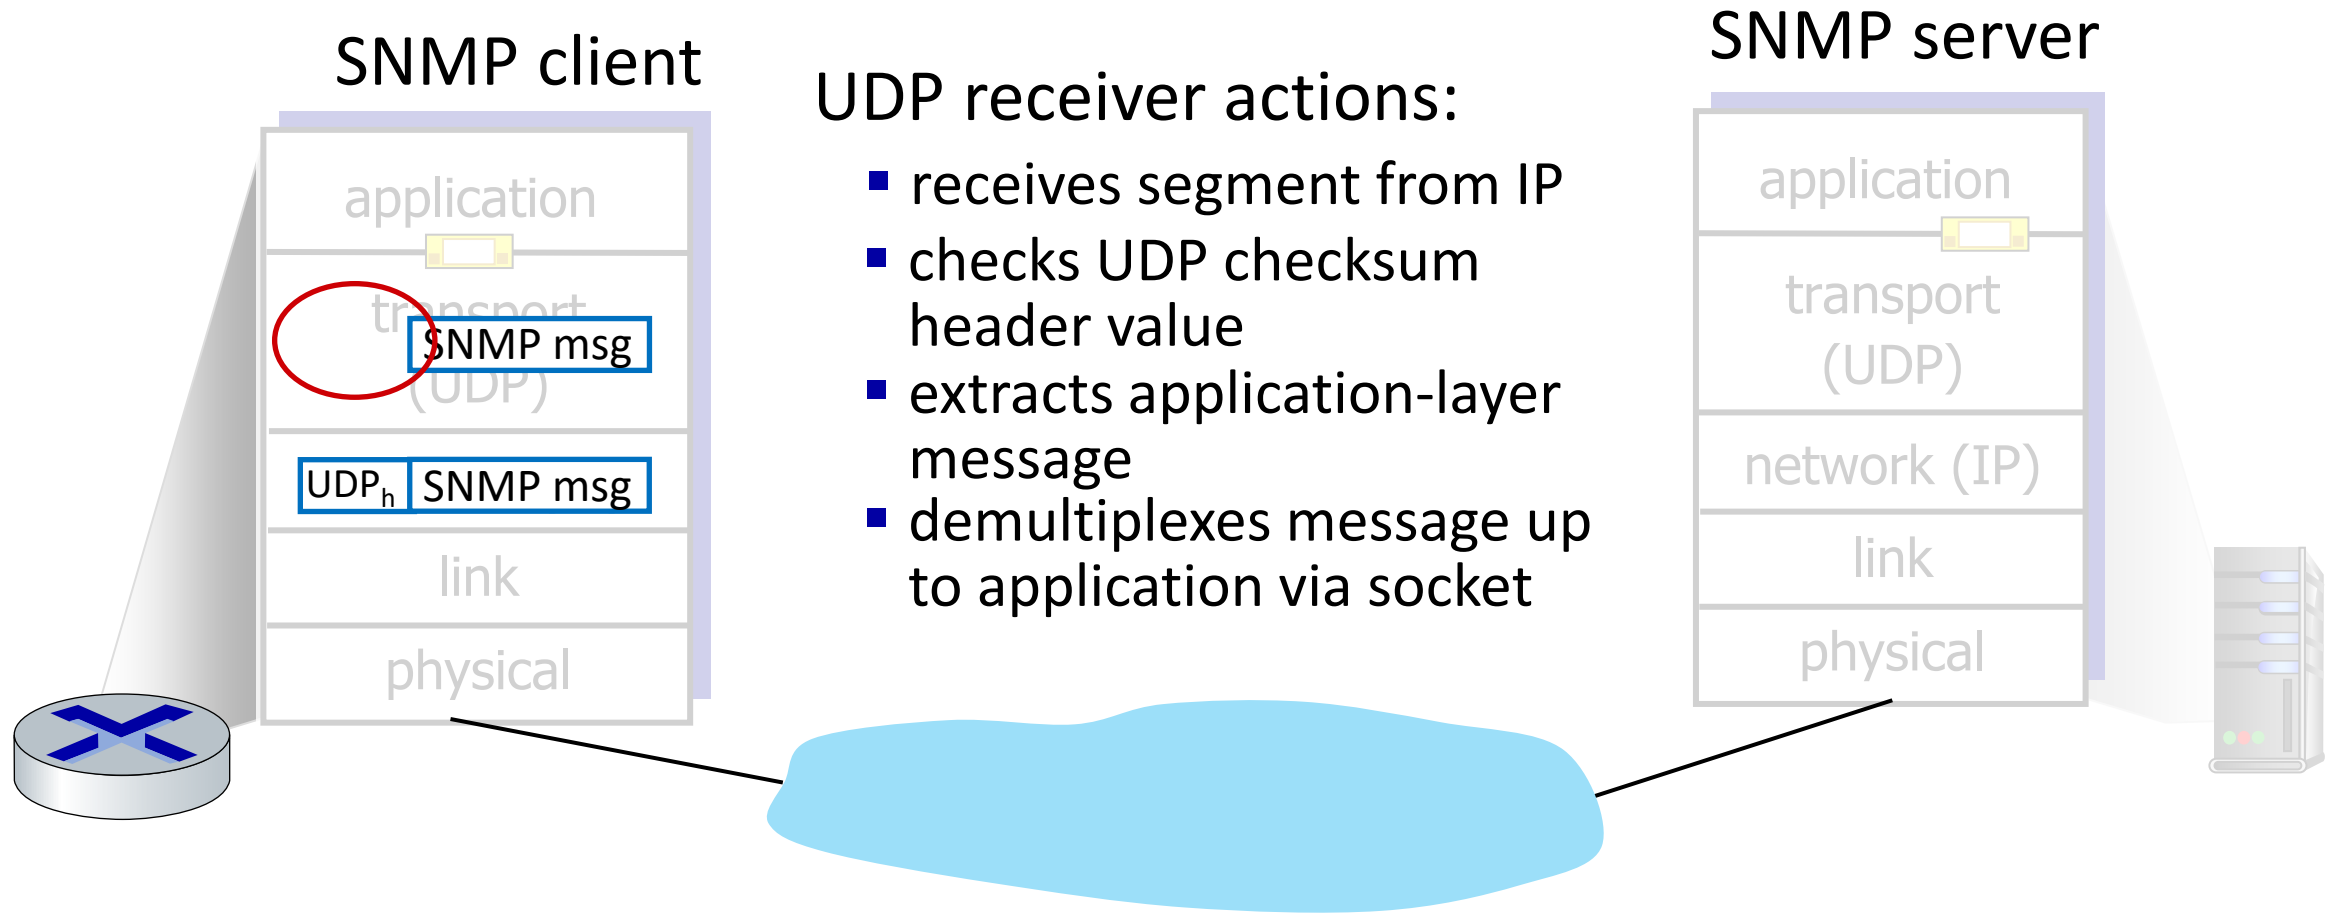 SNMP client
application
transport
SNMP msg
(UDP)
UDPh SNMP msg
link
physical
UDP receiver actions:
receives segment from IP
checks UDP checksum
header value
extracts application-layer
message
demultiplexes message up
to application via socket
SNMP server
application
transport
(UDP)
network (IP)
link
physical